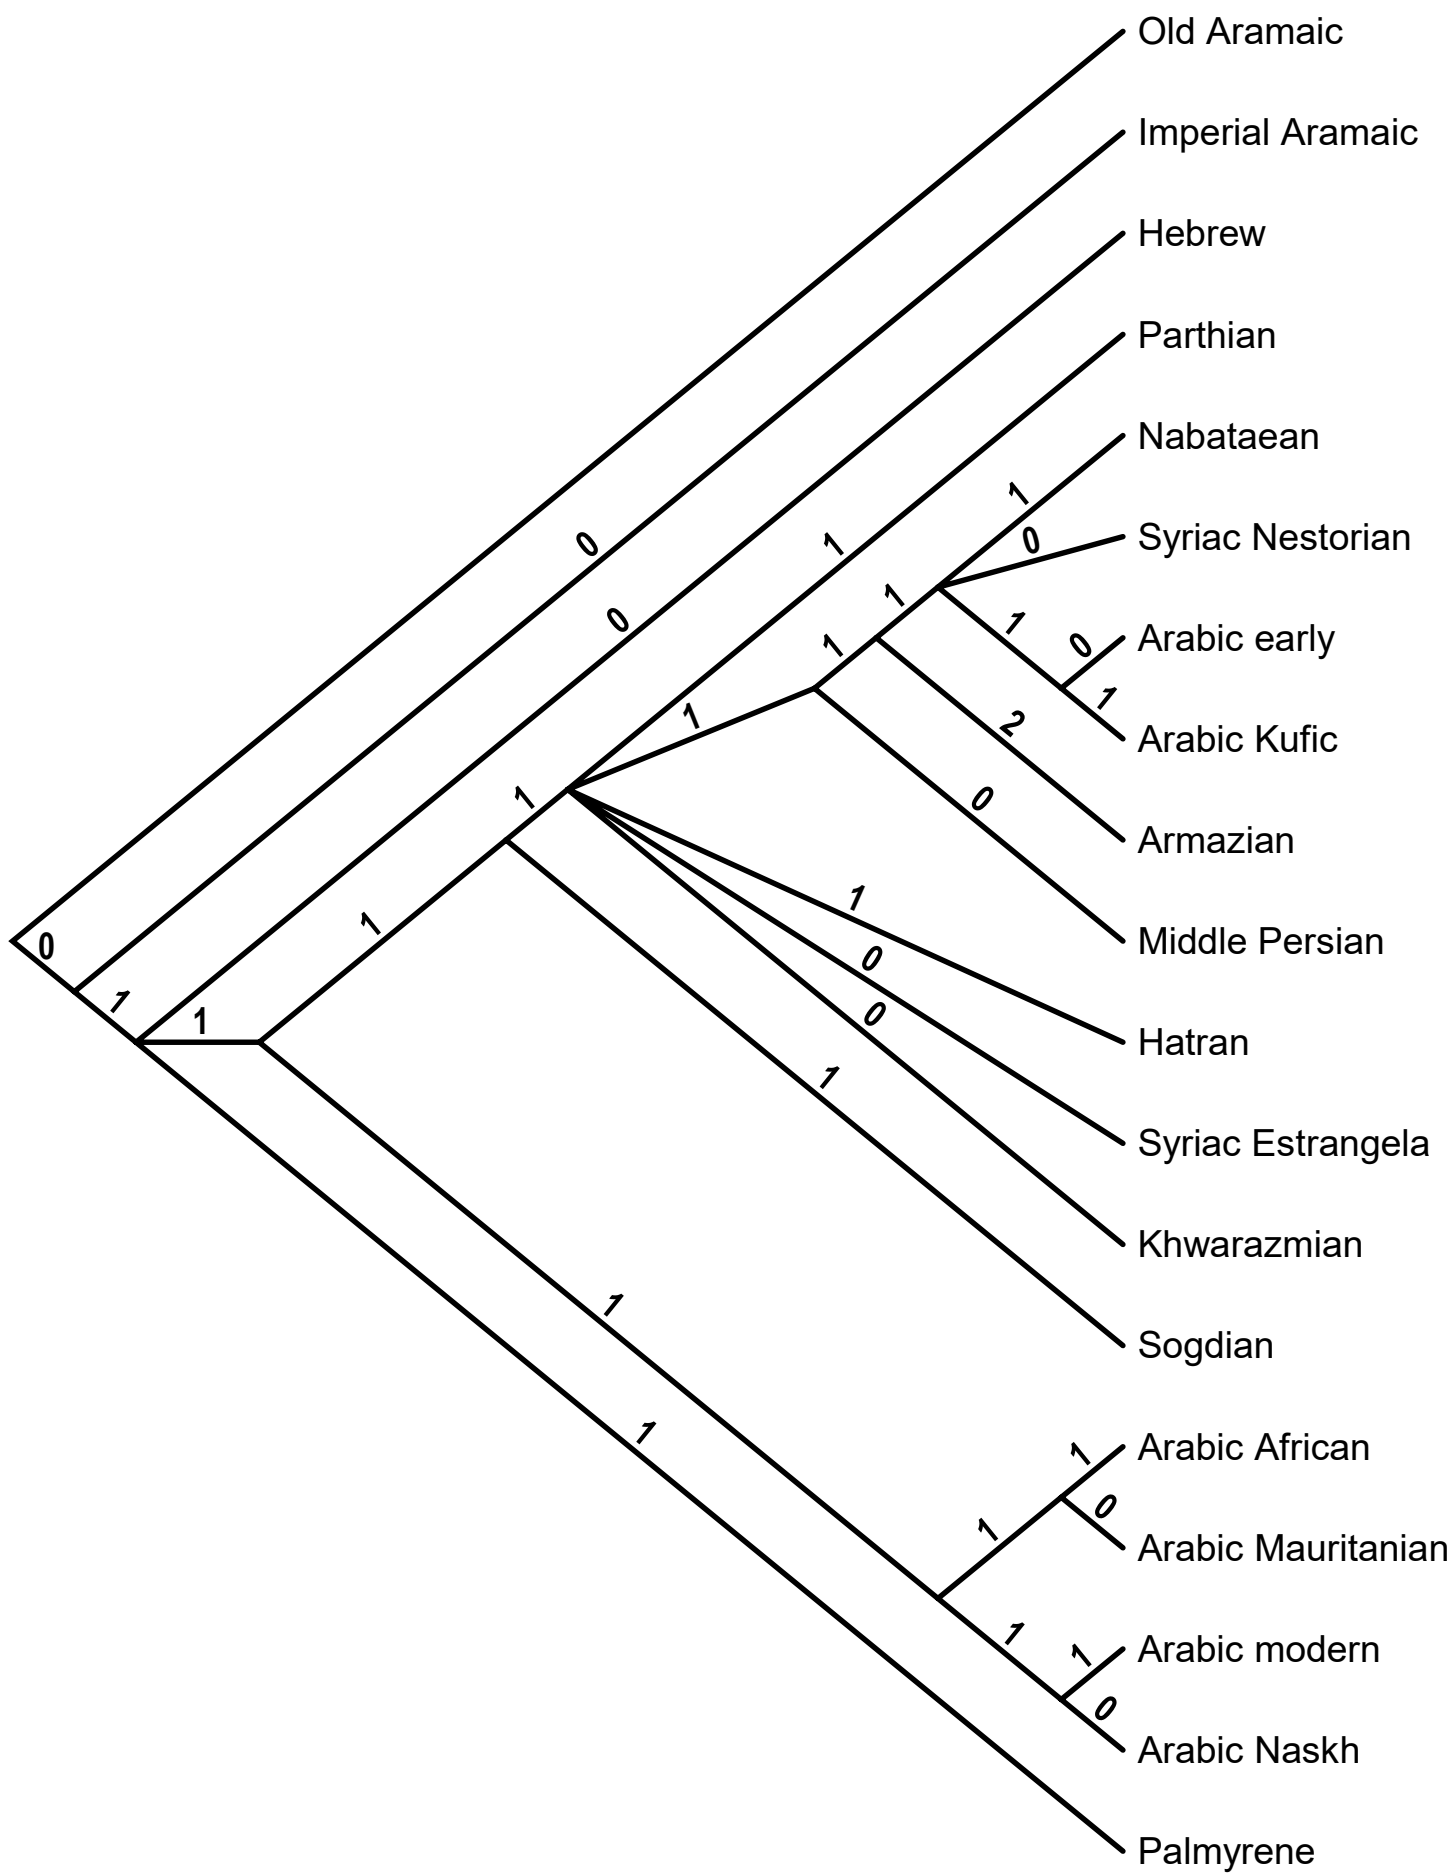 Old Aramaic
Imperial Aramaic
Hebrew
Parthian
Nabataean
1
0
Syriac Nestorian
0
1
1
1
0
Arabic early
0
1
1
Arabic Kufic
1
2
1
0
Armazian
1
1
0
Middle Persian
0
1
0
1
1
Hatran
1
Syriac Estrangela
Khwarazmian
1
Sogdian
1
1
Arabic African
0
1
Arabic Mauritanian
1
1
Arabic modern
0
Arabic Naskh
Palmyrene